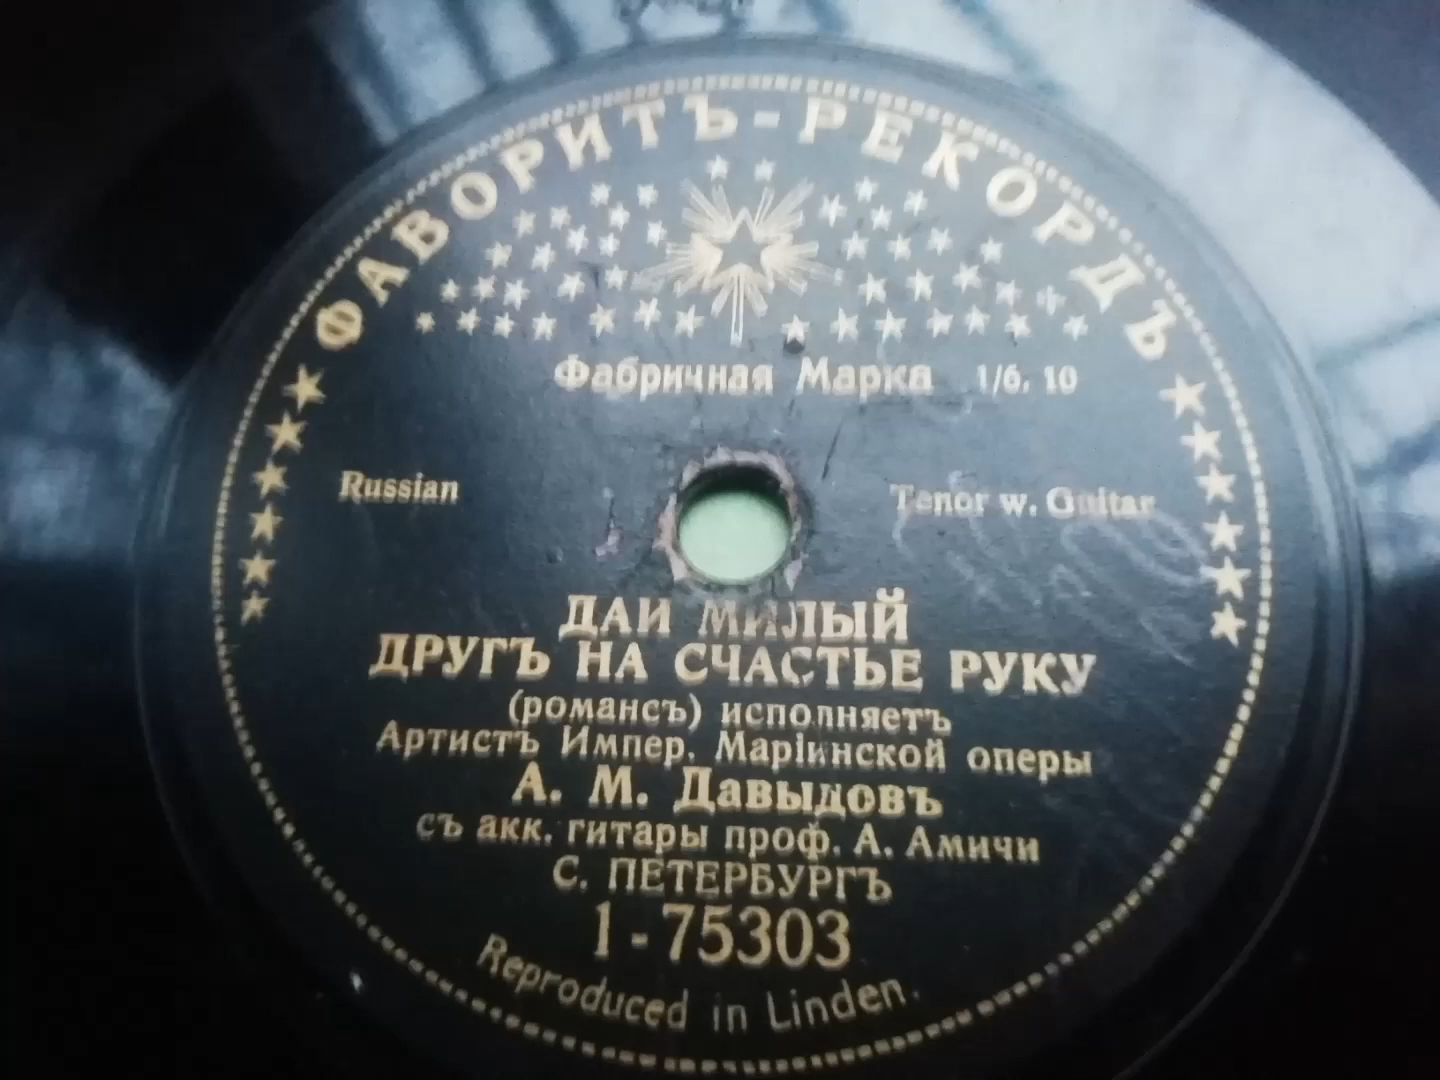 ФАВОРИТЪ-РЕКОРДЪ
Фабричная Марка 1/6. 10
Russian
Tenor w. Guitar
ДАЙ МИЛЫЙ
ДРУГЪ НА СЧАСТЬЕ РУКУ
(романсъ) исполняетъ
Артистъ Импер. Маріинской оперы
А. М. Давыдовъ
съ акк. гитары проф. А. Амичи
С. ПЕТЕРБУРГЪ
1-75303
Reproduced in Linden.